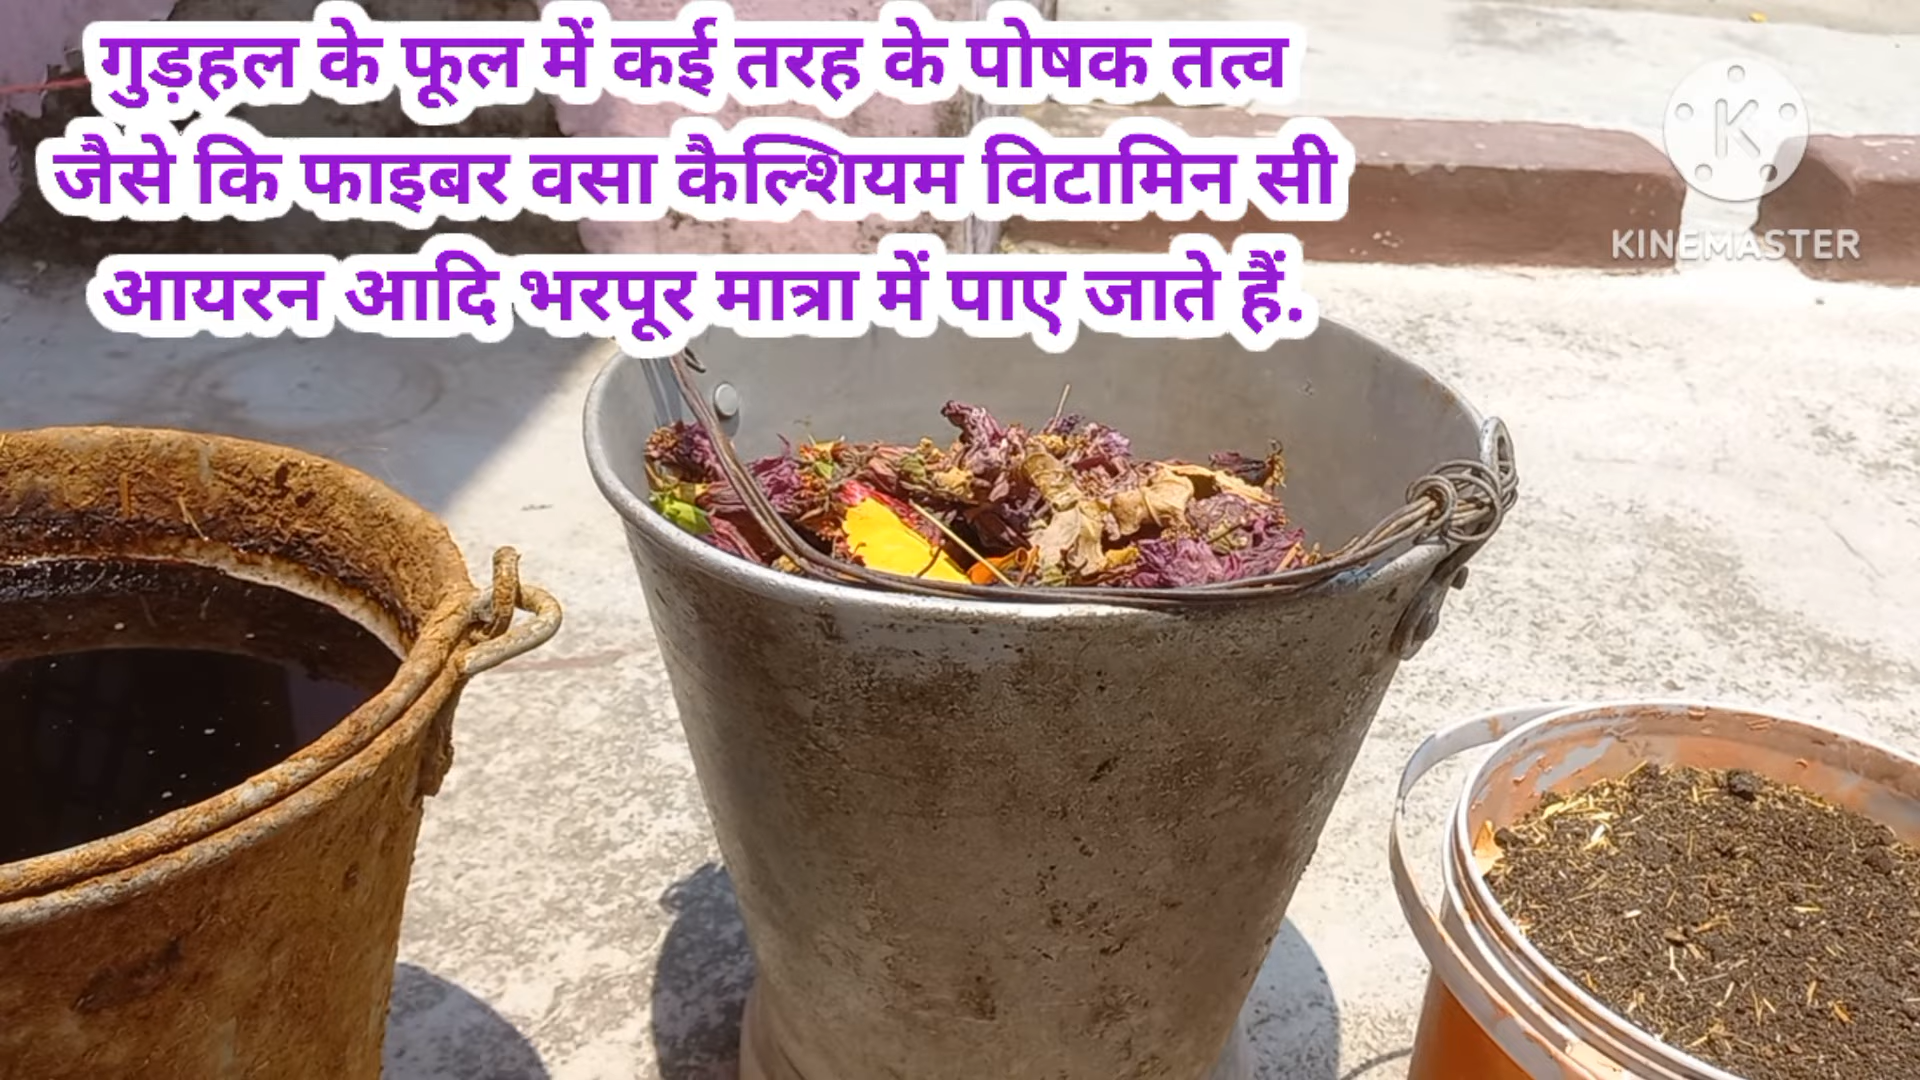 गुड़हल के फूल में कई तरह के पोषक तत्व
जैसे कि फाइबर वसा कैल्शियम विटामिन सी
आयरन आदि भरपूर मात्रा में पाए जाते हैं.
K
KINEMASTER